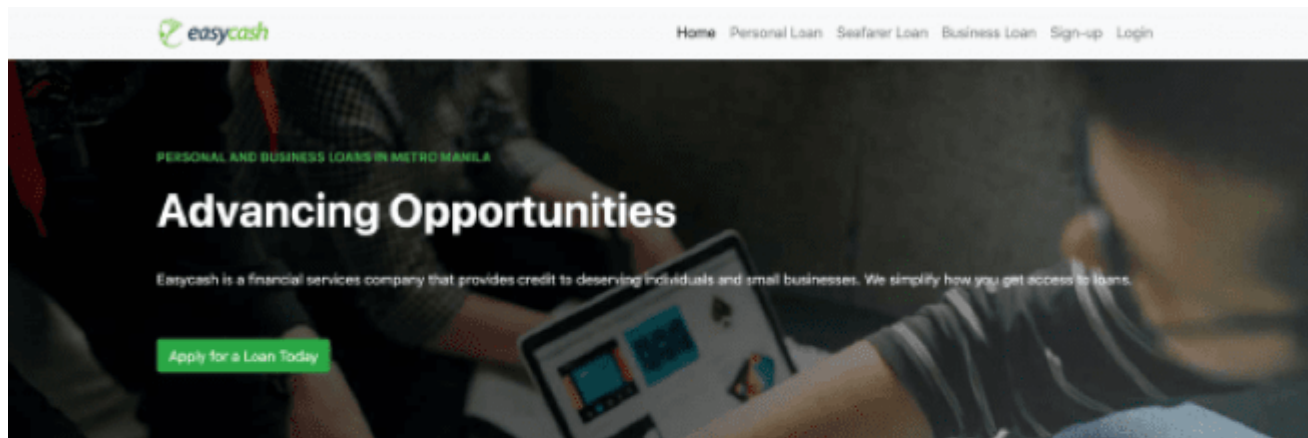 easycash
Home Personal Loan Seafarer Loan Business Loan Sign-up Login
PERSONAL AND BUSINESS LOANS IN METRO MANILA
Advancing Opportunities
Easycash is a financial services company that provides credit to deserving individuals and small businesses. We simplify how you get access to loans.
Apply for a Loan Today